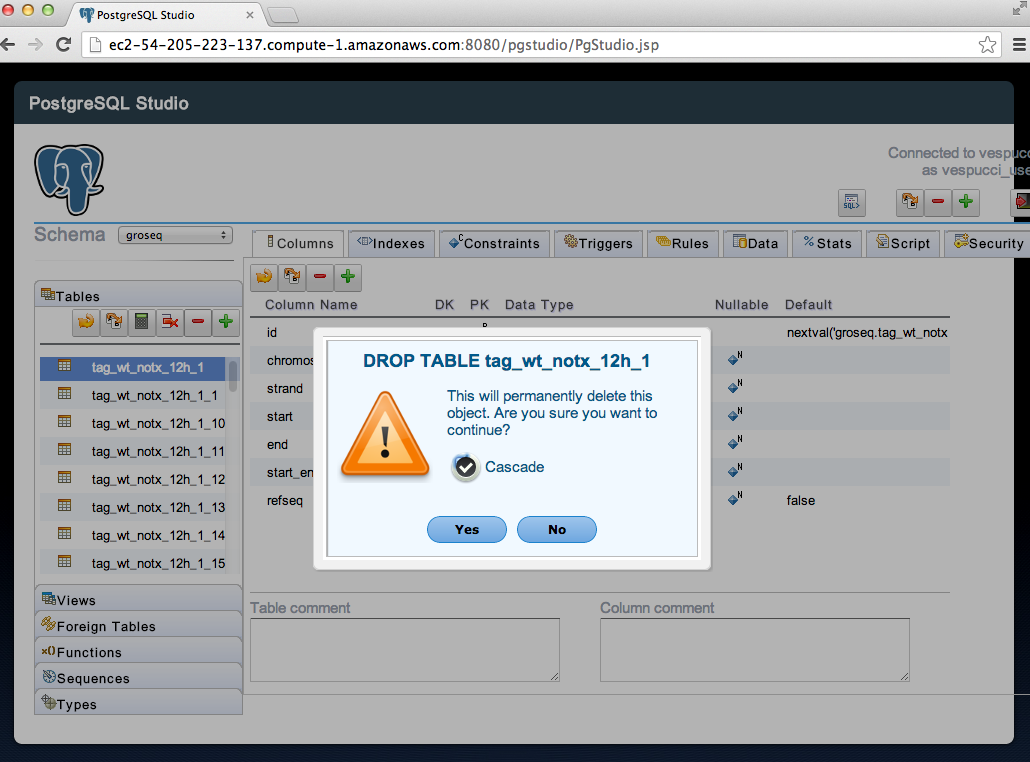 PostgreSQL Studio
ec2-54-205-223-137.compute-1.amazonaws.com:8080/pgstudio/PgStudio.jsp
PostgreSQL Studio
Connected to vespucc
as vespucci_use
SQL>
Schema groseq
Columns Indexes Constraints Triggers Rules Data Stats Script Security
Tables
Column Name DK PK Data Type Nullable Default
id nextval('groseq.tag_wt_notx
chromos
strand
start
end
start_en
refseq false
tag_wt_notx_12h_1
tag_wt_notx_12h_1_1
tag_wt_notx_12h_1_10
tag_wt_notx_12h_1_11
tag_wt_notx_12h_1_12
tag_wt_notx_12h_1_13
tag_wt_notx_12h_1_14
tag_wt_notx_12h_1_15
DROP TABLE tag_wt_notx_12h_1
This will permanently delete this
object. Are you sure you want to
continue?
Cascade
Yes No
Views
Foreign Tables
Functions
Sequences
Types
Table comment Column comment